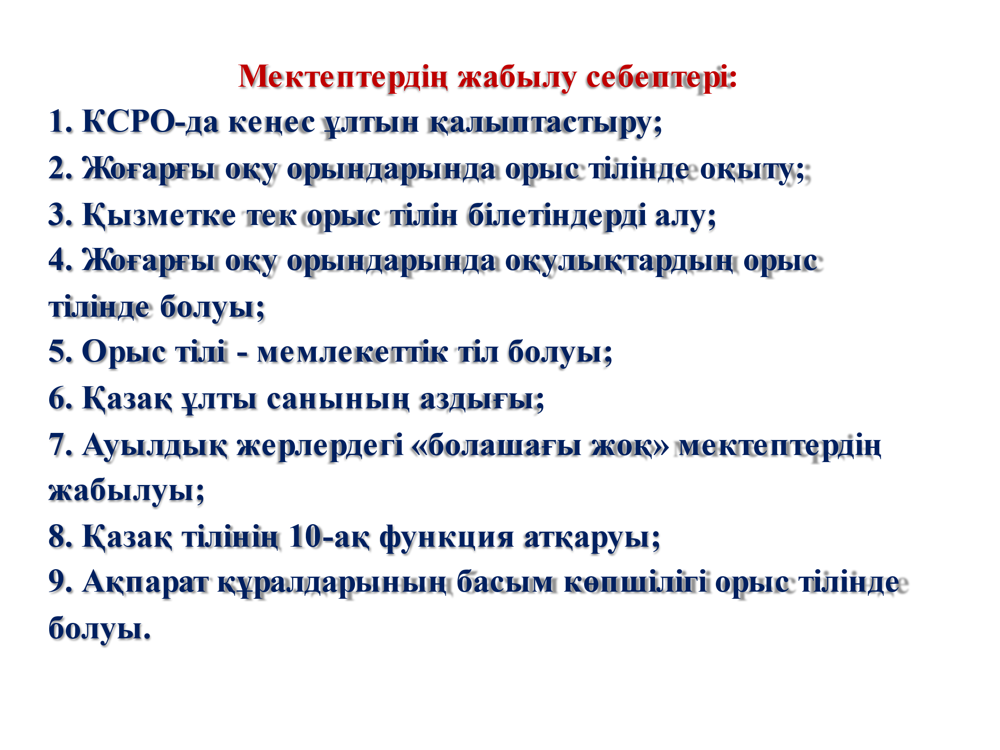 Мектептердің жабылу себептері:
1. КСРО-да кеңес ұлтын қалыптастыру;
2. Жоғарғы оқу орындарында орыс тілінде оқыту;
3. Қызметке тек орыс тілін білетіндерді алу;
4. Жоғарғы оқу орындарында оқулықтардың орыс
тілінде болуы;
5. Орыс тілі - мемлекеттік тіл болуы;
6. Қазақ ұлты санының аздығы;
7. Ауылдық жерлердегі «болашағы жоқ» мектептердің
жабылуы;
8. Қазақ тілінің 10-ақ функция атқаруы;
9. Ақпарат құралдарының басым көпшілігі орыс тілінде
болуы.